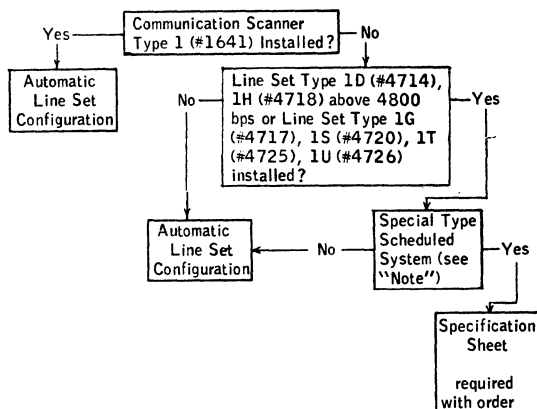 Communication Scanner
Type 1 (#1641) Installed?
Yes
No
Automatic
Line Set
Configuration
Line Set Type 1D (#4714),
1H (#4718) above 4800
bps or Line Set Type 1G
(#4717), 1S (#4720), 1T
(#4725), 1U (#4726)
installed?
No
Yes
Automatic
Line Set
Configuration
No
Special Type
Scheduled
System (see
"Note")
Yes
Specification
Sheet
required
with order